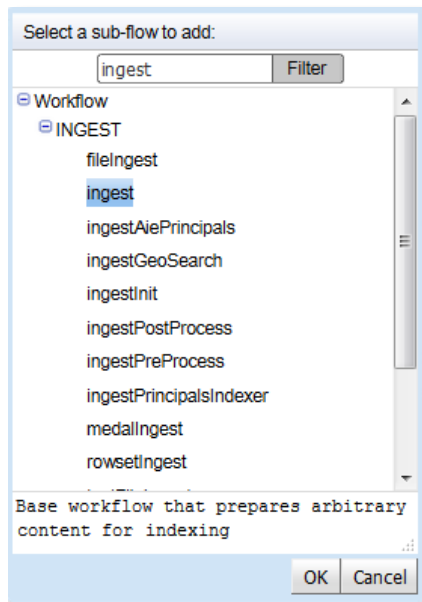 Select a sub-flow to add:
ingest Filter
Workflow
INGEST
fileIngest
ingest
ingestAiePrincipals
ingestGeoSearch
ingestInit
ingestPostProcess
ingestPreProcess
ingestPrincipalsIndexer
medalIngest
rowsetIngest
Base workflow that prepares arbitrary
content for indexing
OK Cancel